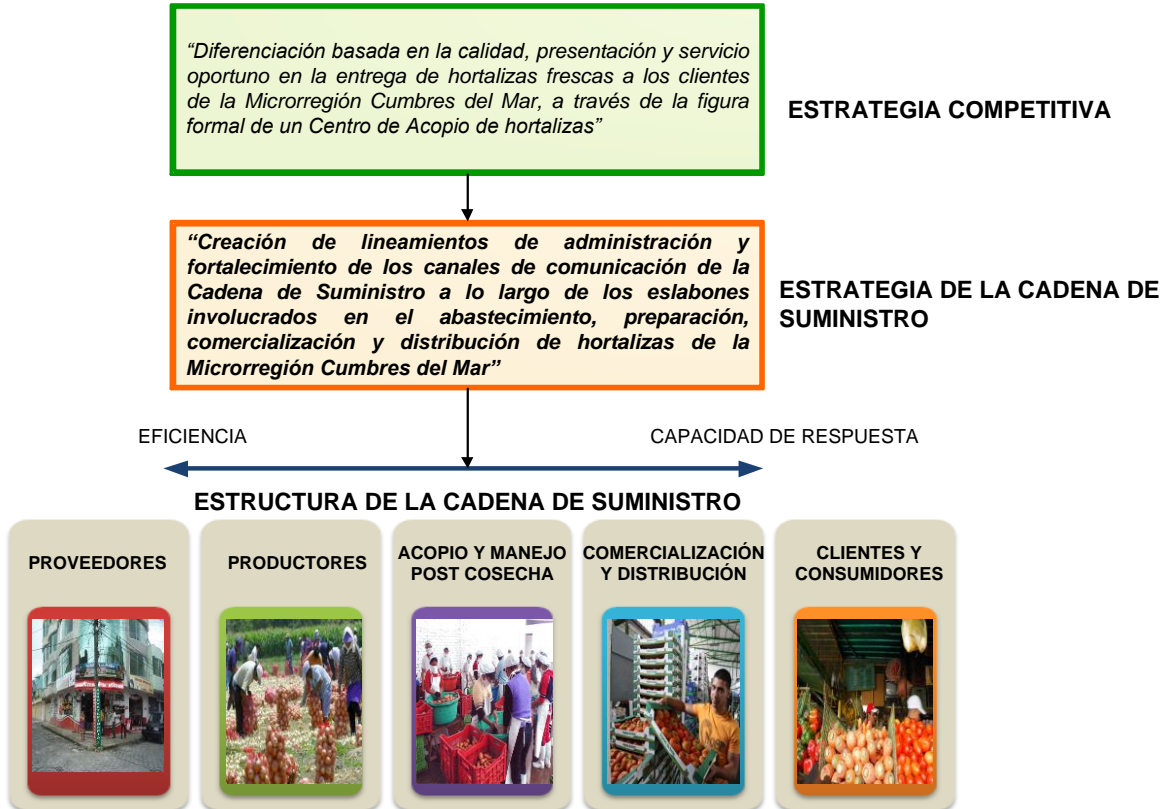 “Diferenciación basada en la calidad, presentación y servicio
oportuno en la entrega de hortalizas frescas a los clientes
de la Microrregión Cumbres del Mar, a través de la figura
formal de un Centro de Acopio de hortalizas”
ESTRATEGIA COMPETITIVA
“Creación de lineamientos de administración y
fortalecimiento de los canales de comunicación de la
Cadena de Suministro a lo largo de los eslabones
involucrados en el abastecimiento, preparación,
comercialización y distribución de hortalizas de la
Microrregión Cumbres del Mar”
ESTRATEGIA DE LA CADENA DE
SUMINISTRO
EFICIENCIA
CAPACIDAD DE RESPUESTA
ESTRUCTURA DE LA CADENA DE SUMINISTRO
PROVEEDORES
PRODUCTORES
ACOPIO Y MANEJO
POST COSECHA
COMERCIALIZACIÓN
Y DISTRIBUCIÓN
CLIENTES Y
CONSUMIDORES